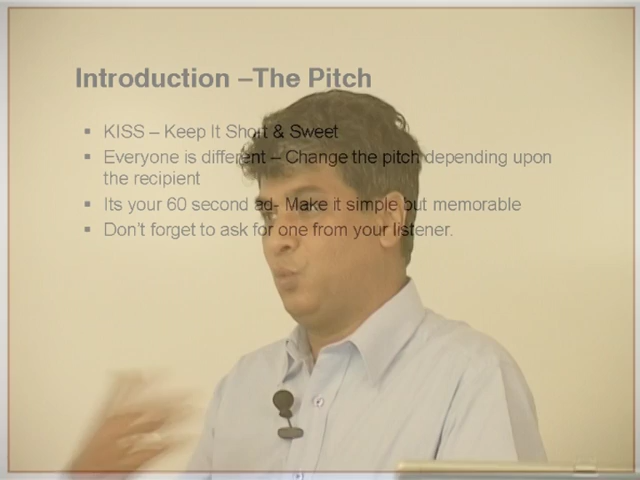 Introduction –The Pitch
▪ KISS – Keep It Short & Sweet
▪ Everyone is different – Change the pitch depending upon
the recipient
▪ Its your 60 second ad- Make it simple but memorable
▪ Don't forget to ask for one from your listener.